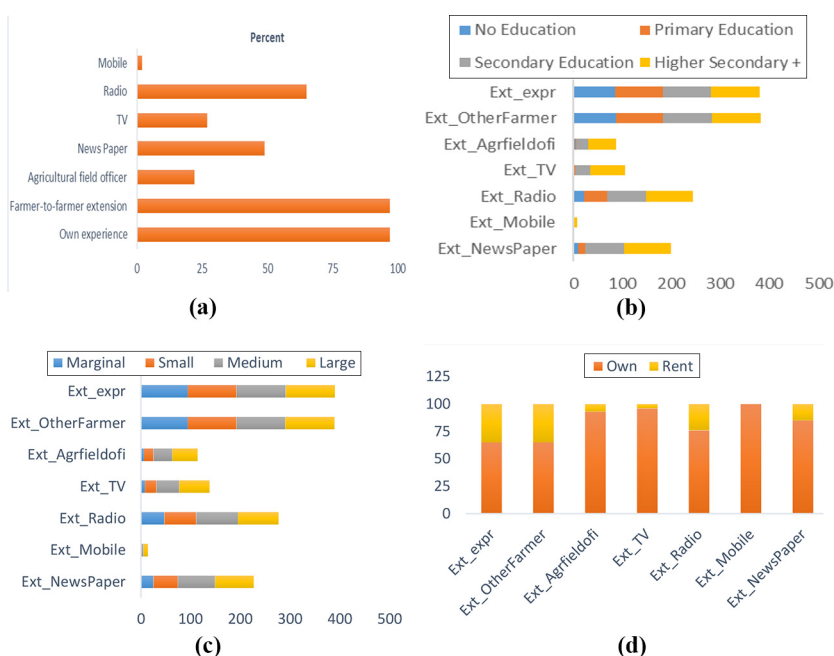 Percent
Mobile
Radio
TV
News Paper
Agricultural field officer
Farmer-to-farmer extension
Own experience
0 25 50 75 100
(a)
No Education Primary Education
Secondary Education Higher Secondary +
Ext_expr
Ext_OtherFarmer
Ext_Agrfieldofi
Ext_TV
Ext_Radio
Ext_Mobile
Ext_NewsPaper
0 100 200 300 400 500
(b)
Marginal Small Medium Large
Ext_expr
Ext_OtherFarmer
Ext_Agrfieldofi
Ext_TV
Ext_Radio
Ext_Mobile
Ext_NewsPaper
0 100 200 300 400 500
(c)
Own Rent
125
100
75
50
25
0
Ext_expr
Ext_OtherFarmer
Ext_Agrfieldofi
Ext_TV
Ext_Radio
Ext_Mobile
Ext_NewsPaper
(d)